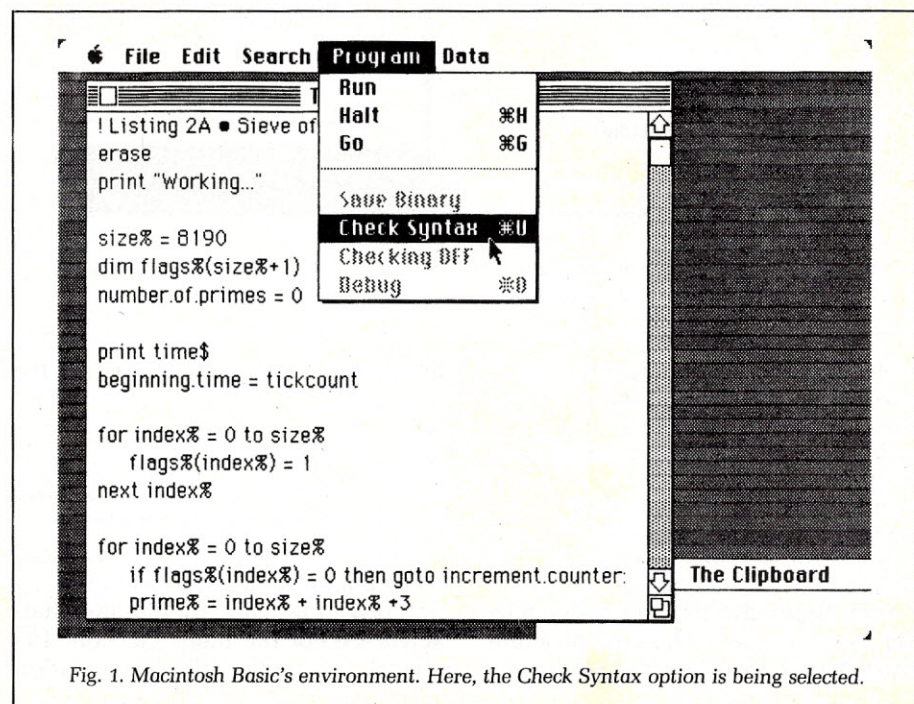 File Edit Search Program Data
Run
Halt ⌘H
Go ⌘G
Save Binary
Check Syntax ⌘U
Checking OFF
Debug ⌘D
! Listing 2A ● Sieve of
erase
print "Working..."
size% = 8190
dim flags%(size%+1)
number.of.primes = 0
print time$
beginning.time = tickcount
for index% = 0 to size%
flags%(index%) = 1
next index%
for index% = 0 to size%
if flags%(index%) = 0 then goto increment.counter:
prime% = index% + index% +3
The Clipboard
Fig. 1. Macintosh Basic's environment. Here, the Check Syntax option is being selected.